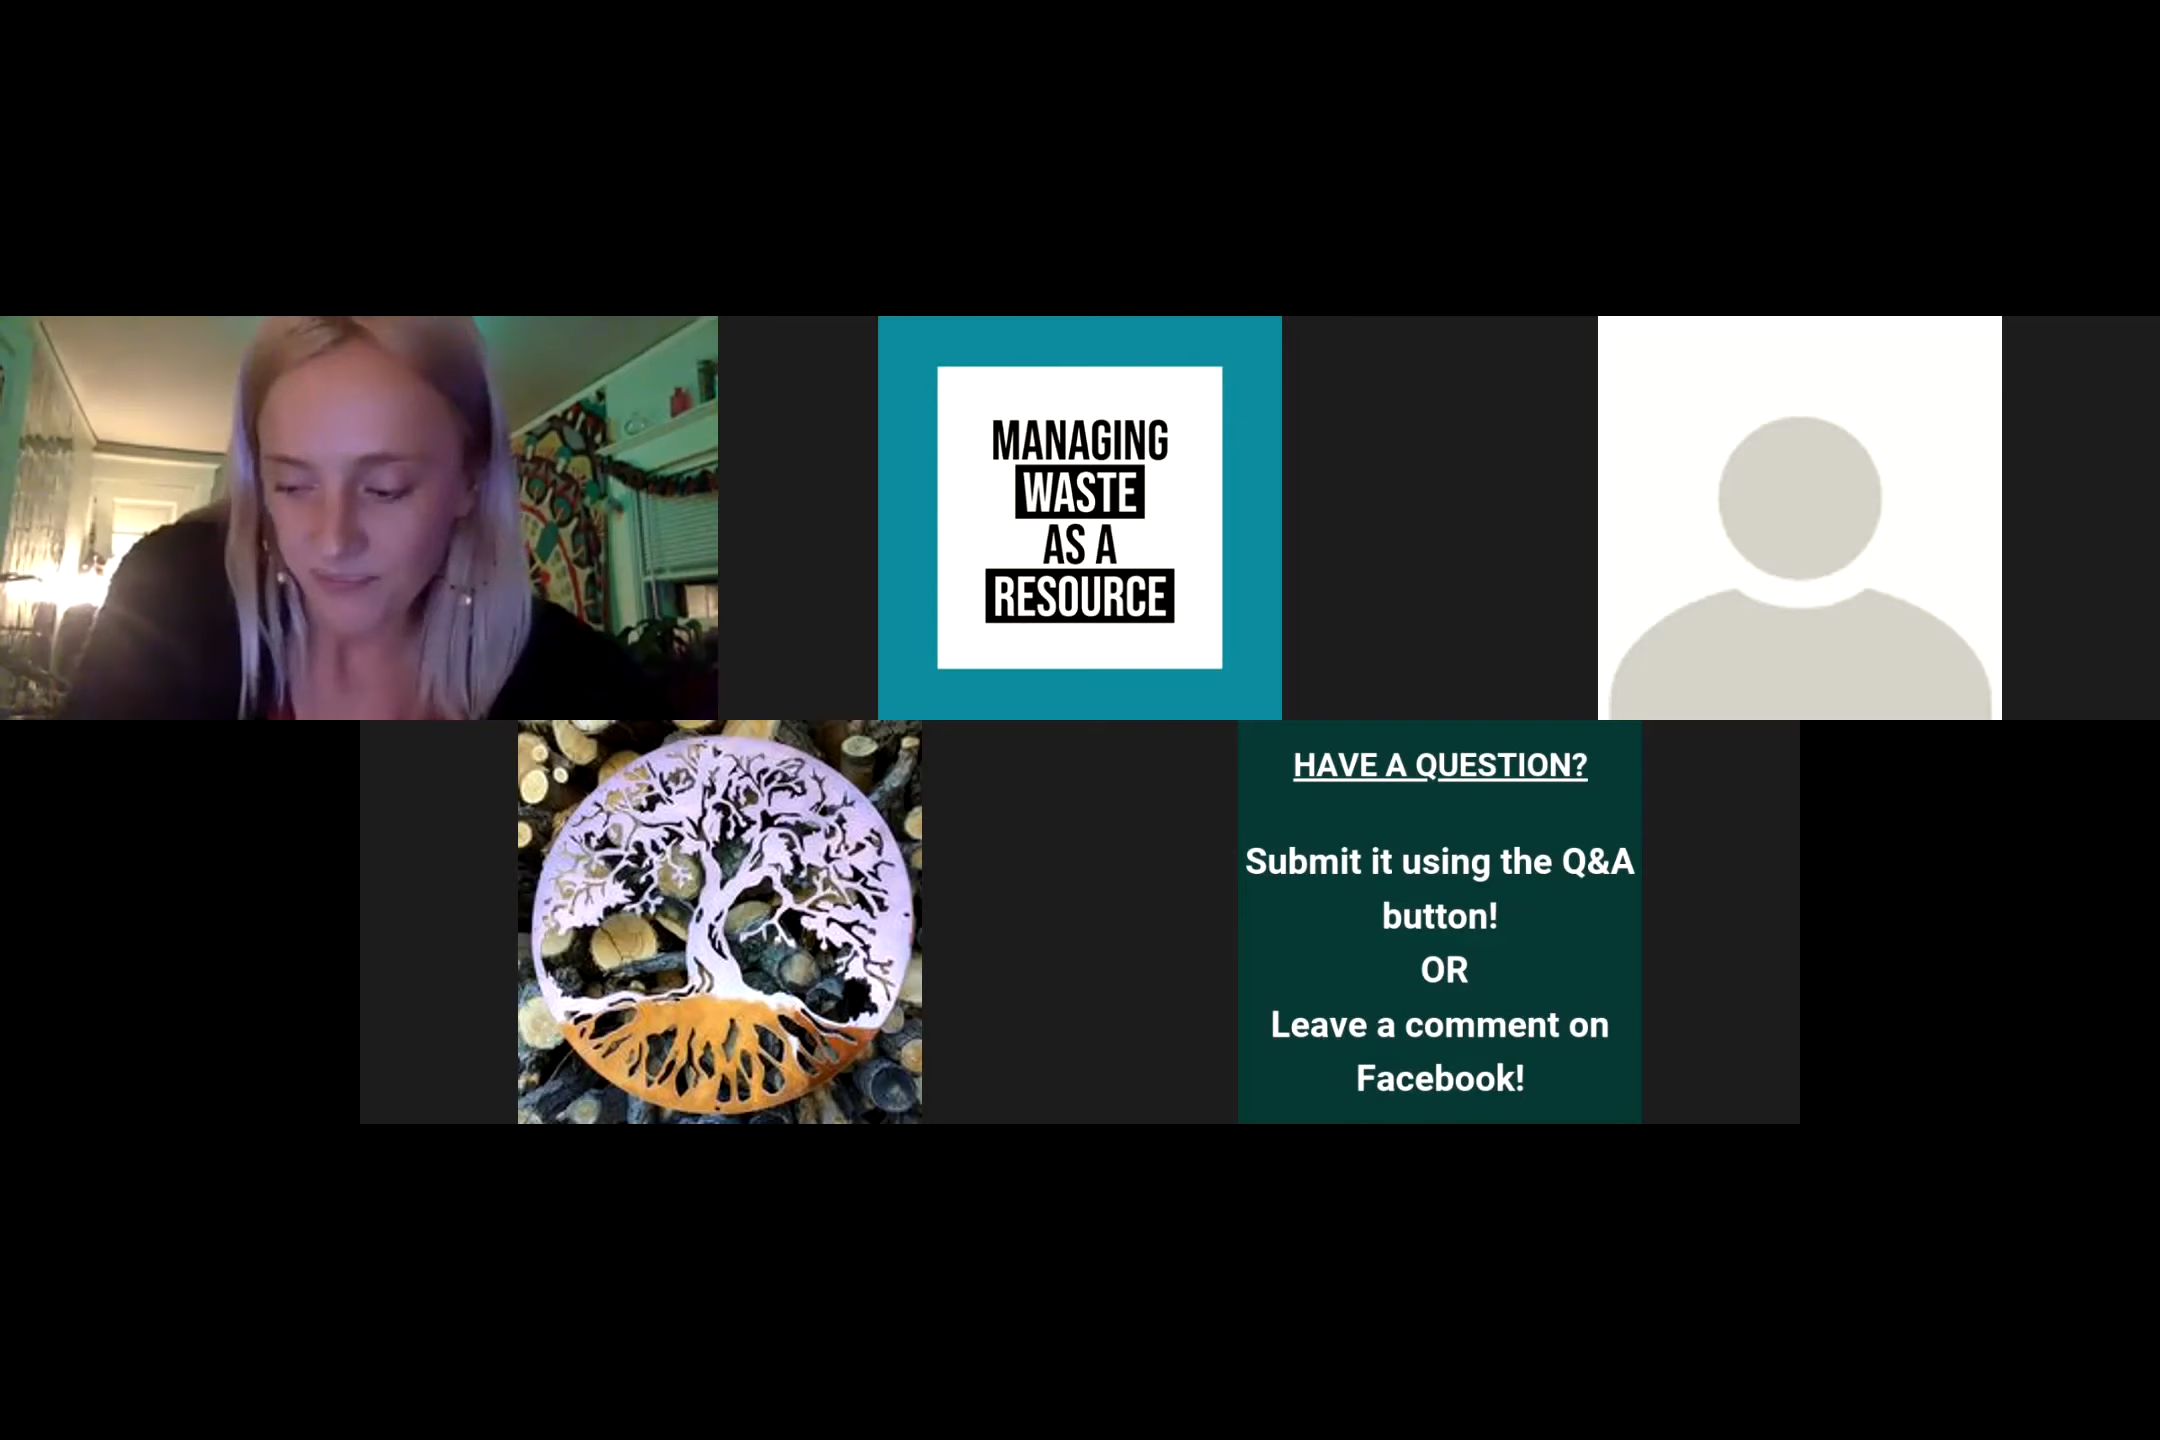 MANAGING
WASTE
AS A
RESOURCE
HAVE A QUESTION?
Submit it using the Q&A
button!
OR
Leave a comment on
Facebook!